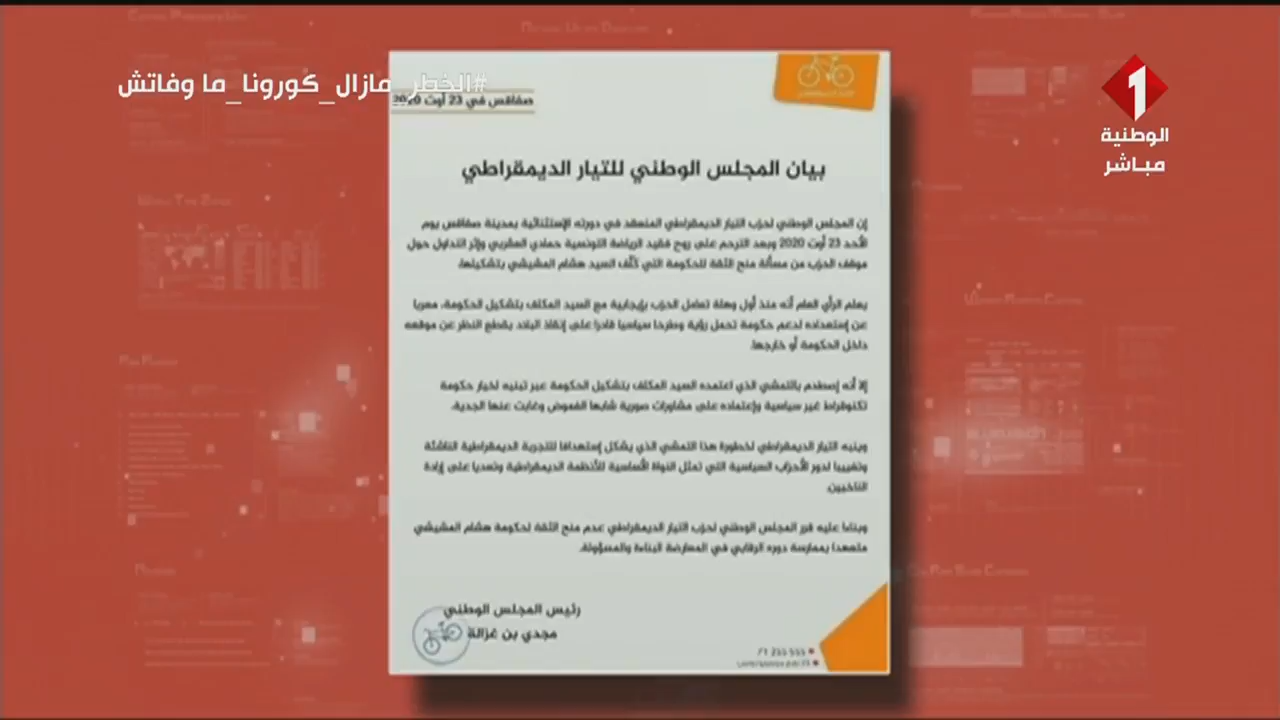 #الخطر_مازال_كورونا_ما وفاتش
الوطنية
مباشر
صفاقس في 23 أوت 2020
بيان المجلس الوطني للتيار الديمقراطي
إن المجلس الوطني لحزب التيار الديمقراطي المنعقد في دورته الإستثنائية بمدينة صفاقس يوم
الأحد 23 أوت 2020 وبعد الترحم على روح فقيد الرياضة التونسية حمادي العقربي وإثر التداول حول
موقف الحزب من مسألة منح الثقة للحكومة التي كُلّف السيد هشام المشيشي بتشكيلها،
يعلم الرأي العام أنه منذ أول وهلة تعامل الحزب بإيجابية مع السيد المكلف بتشكيل الحكومة، معربا
عن إستعداده لدعم حكومة تحمل رؤية وطرحا سياسيا قادرا على إنقاذ البلاد بقطع النظر عن موقعه
داخل الحكومة أو خارجها.
إلا أنه إصطدم بالتمشي الذي اعتمده السيد المكلف بتشكيل الحكومة عبر تبنيه لخيار حكومة
تكنوقراط غير سياسية وإعتماده على مشاورات صورية شابها الغموض وغابت عنها الجدية.
وينبه التيار الديمقراطي لخطورة هذا التمشي الذي يشكل إستهدافا للتجربة الديمقراطية الناشئة
وتغييبا لدور الأحزاب السياسية التي تمثل النواة الأساسية للأنظمة الديمقراطية وتعديا على إرادة
الناخبين.
وبناءا عليه قرر المجلس الوطني لحزب التيار الديمقراطي عدم منح الثقة لحكومة هشام المشيشي
متعهدا بممارسة دوره الرقابي في المعارضة البناءة والمسؤولة.
رئيس المجلس الوطني
مجدي بن غزالة